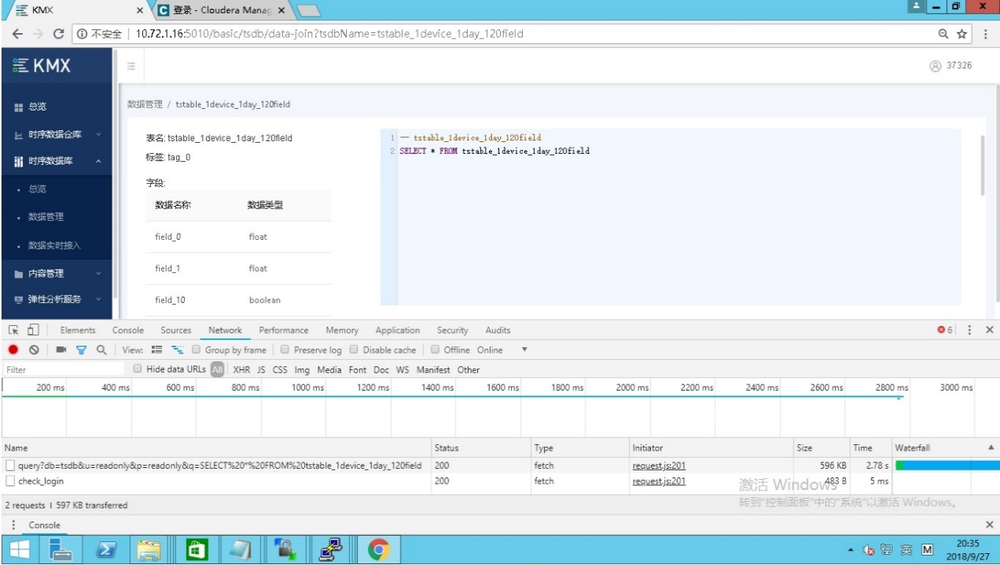 KMX
登录 - Cloudera Manag
不安全 | 10.72.1.16:5010/basic/tsdb/data-join?tsdbName=tstable_1device_1day_120field
KMX
37326
总览
时序数据仓库
时序数据库
总览
数据管理
数据实时接入
内容管理
弹性分析服务
数据管理 / tstable_1device_1day_120field
表名: tstable_1device_1day_120field
标签: tag_0
字段:
数据名称 数据类型
field_0 float
field_1 float
field_10 boolean
1 — tstable_1device_1day_120field
2 SELECT * FROM tstable_1device_1day_120field
Elements Console Sources Network Performance Memory Application Security Audits 6
View: Group by frame Preserve log Disable cache Offline Online
Filter Hide data URLs All XHR JS CSS Img Media Font Doc WS Manifest Other
200 ms 400 ms 600 ms 800 ms 1000 ms 1200 ms 1400 ms 1600 ms 1800 ms 2000 ms 2200 ms 2400 ms 2600 ms 2800 ms 3000 ms
Name Status Type Initiator Size Time Waterfall
query?db=tsdb&u=readonly&p=readonly&q=SELECT%20*%20FROM%20tstable_1device_1day_120field 200 fetch request.js:201 596 KB 2.78 s
check_login 200 fetch request.js:201 483 B 5 ms
激活 Windows
转到"控制面板"中的"系统"以激活 Windows。
2 requests | 597 KB transferred
Console
英 M 20:35
2018/9/27